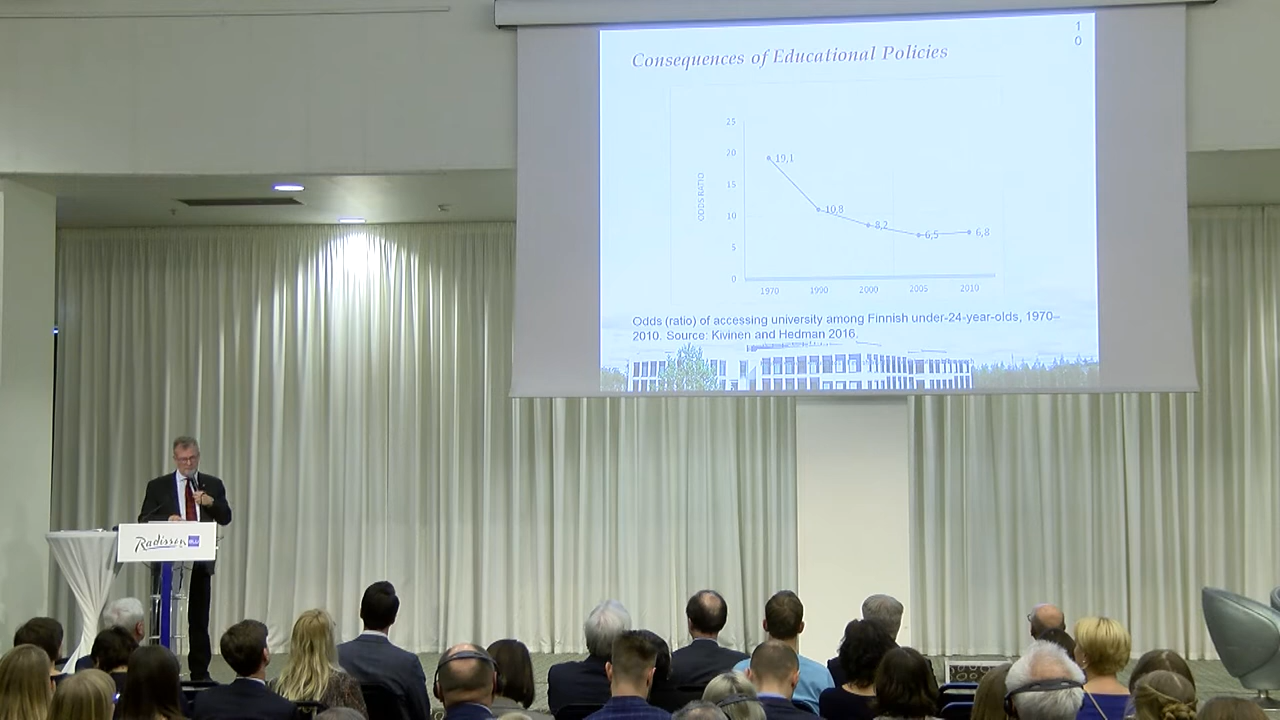 1
0
Consequences of Educational Policies
25
20
15
10
5
0
ODDS RATIO
19,1
10,8
8,2
6,5
6,8
1970 1990 2000 2005 2010
Odds (ratio) of accessing university among Finnish under-24-year-olds, 1970–
2010. Source: Kivinen and Hedman 2016.
Radisson BLU